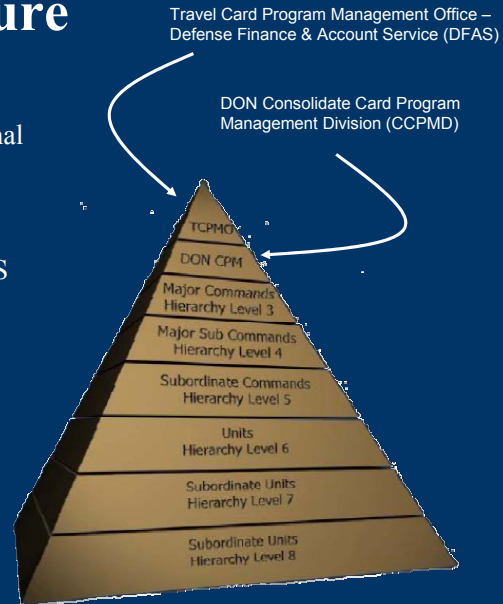 ure
Travel Card Program Management Office –
Defense Finance & Account Service (DFAS)
DON Consolidate Card Program
Management Division (CCPMD)
nal
S
TCPMO
DON CPM
Major Commands
Hierarchy Level 3
Major Sub Commands
Hierarchy Level 4
Subordinate Commands
Hierarchy Level 5
Units
Hierarchy Level 6
Subordinate Units
Hierarchy Level 7
Subordinate Units
Hierarchy Level 8